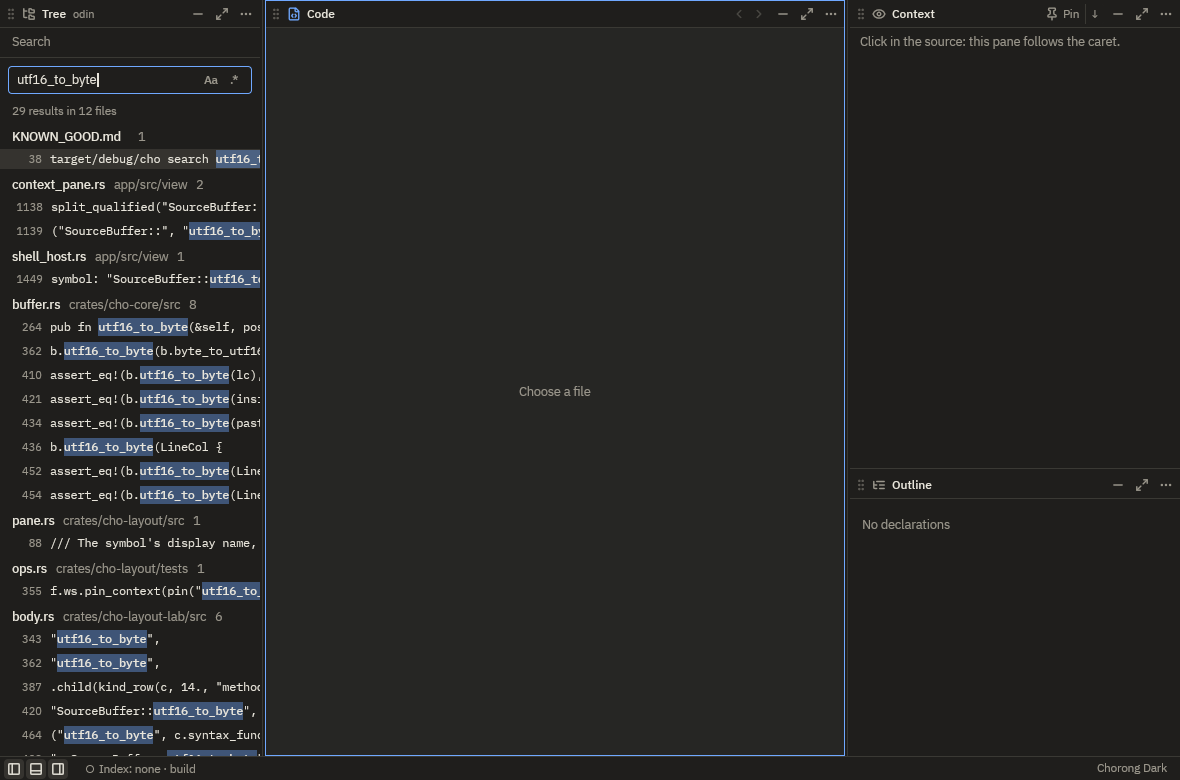 Tree odin
Search
utf16_to_byte Aa .*
29 results in 12 files
KNOWN_GOOD.md 1
38 target/debug/cho search utf16_t
context_pane.rs app/src/view 2
1138 split_qualified("SourceBuffer:
1139 ("SourceBuffer::", "utf16_to_by
shell_host.rs app/src/view 1
1449 symbol: "SourceBuffer::utf16_to
buffer.rs crates/cho-core/src 8
264 pub fn utf16_to_byte(&self, pos
362 b.utf16_to_byte(b.byte_to_utf16
410 assert_eq!(b.utf16_to_byte(lc),
421 assert_eq!(b.utf16_to_byte(ins
434 assert_eq!(b.utf16_to_byte(past
436 b.utf16_to_byte(LineCol {
452 assert_eq!(b.utf16_to_byte(Line
454 assert_eq!(b.utf16_to_byte(Line
pane.rs crates/cho-layout/src 1
88 /// The symbol's display name,
ops.rs crates/cho-layout/tests 1
355 f.ws.pin_context(pin("utf16_to_
body.rs crates/cho-layout-lab/src 6
343 "utf16_to_byte",
362 "utf16_to_byte",
387 .child(kind_row(c, 14., "metho
420 "SourceBuffer::utf16_to_byte",
464 ("utf16_to_byte", c.syntax_func
Code
Choose a file
Context Pin
Click in the source: this pane follows the caret.
Outline
No declarations
Index: none · build
Chorong Dark